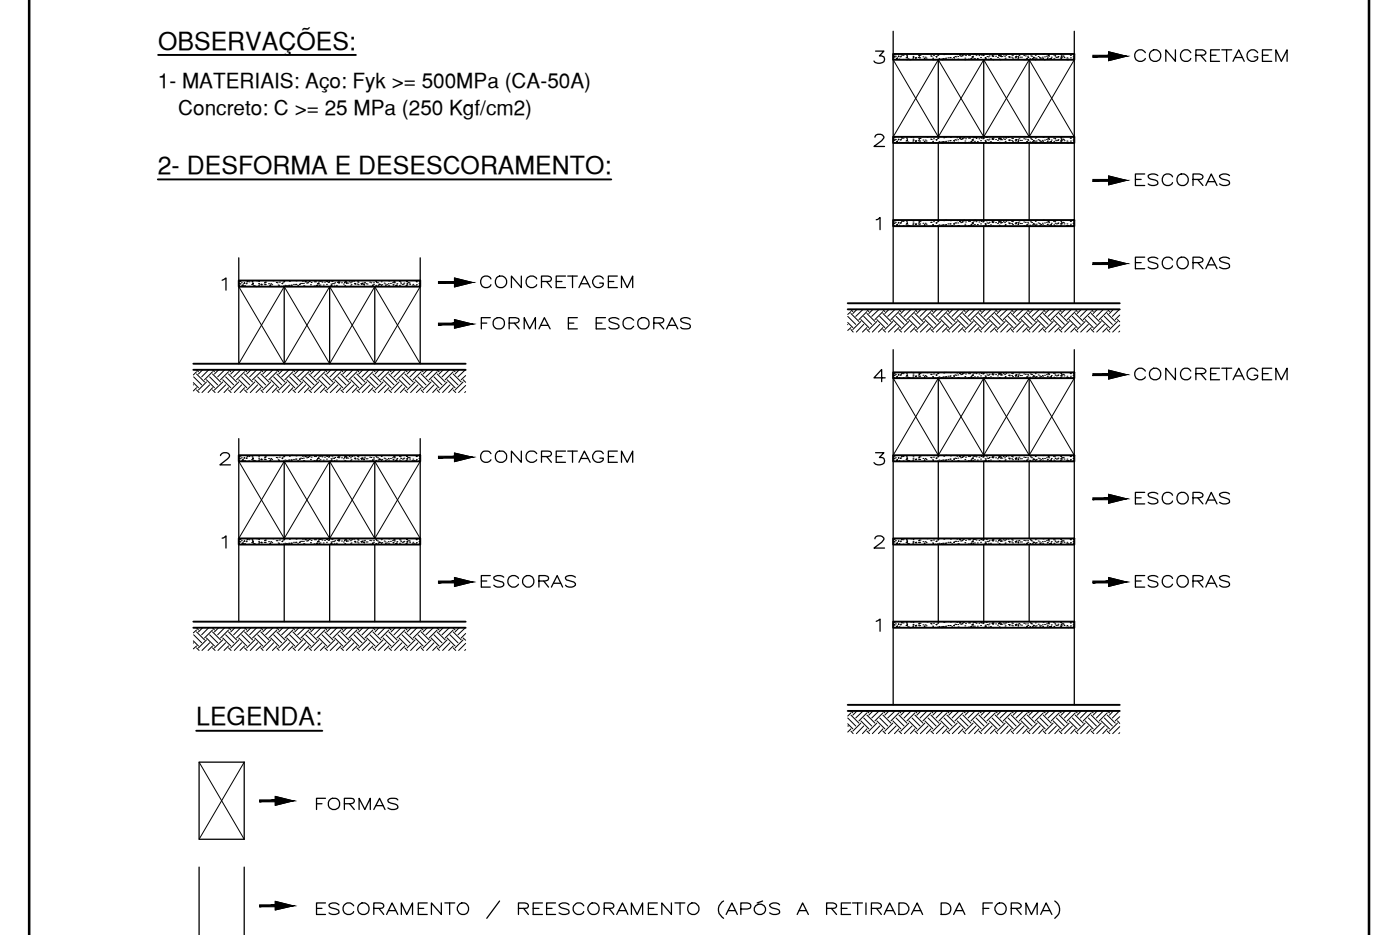 OBSERVAÇÕES:
1- MATERIAIS: Aço: Fyk >= 500MPa (CA-50A)
Concreto: C >= 25 MPa (250 Kgf/cm2)
2- DESFORMA E DESESCORAMENTO:
1 CONCRETAGEM
FORMA E ESCORAS
2 CONCRETAGEM
1
ESCORAS
3 CONCRETAGEM
2
ESCORAS
1
ESCORAS
4 CONCRETAGEM
3
ESCORAS
2
ESCORAS
1
LEGENDA:
FORMAS
ESCORAMENTO / REESCORAMENTO (APÓS A RETIRADA DA FORMA)